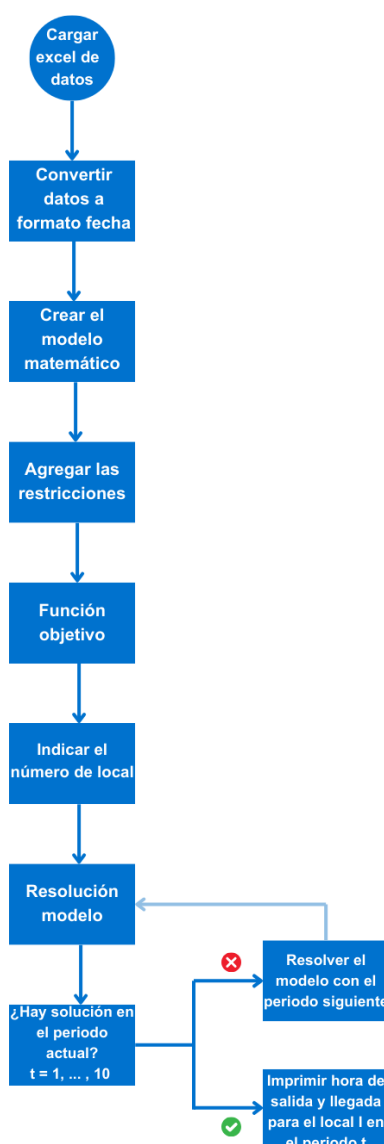 Cargar
excel de
datos
Convertir
datos a
formato fecha
Crear el
modelo
matemático
Agregar las
restricciones
Función
objetivo
Indicar el
número de local
Resolución
modelo
¿Hay solución en
el periodo
actual?
t = 1, ... , 10
Resolver el
modelo con el
periodo siguiente
Imprimir hora de
salida y llegada
para el local l en
el periodo t